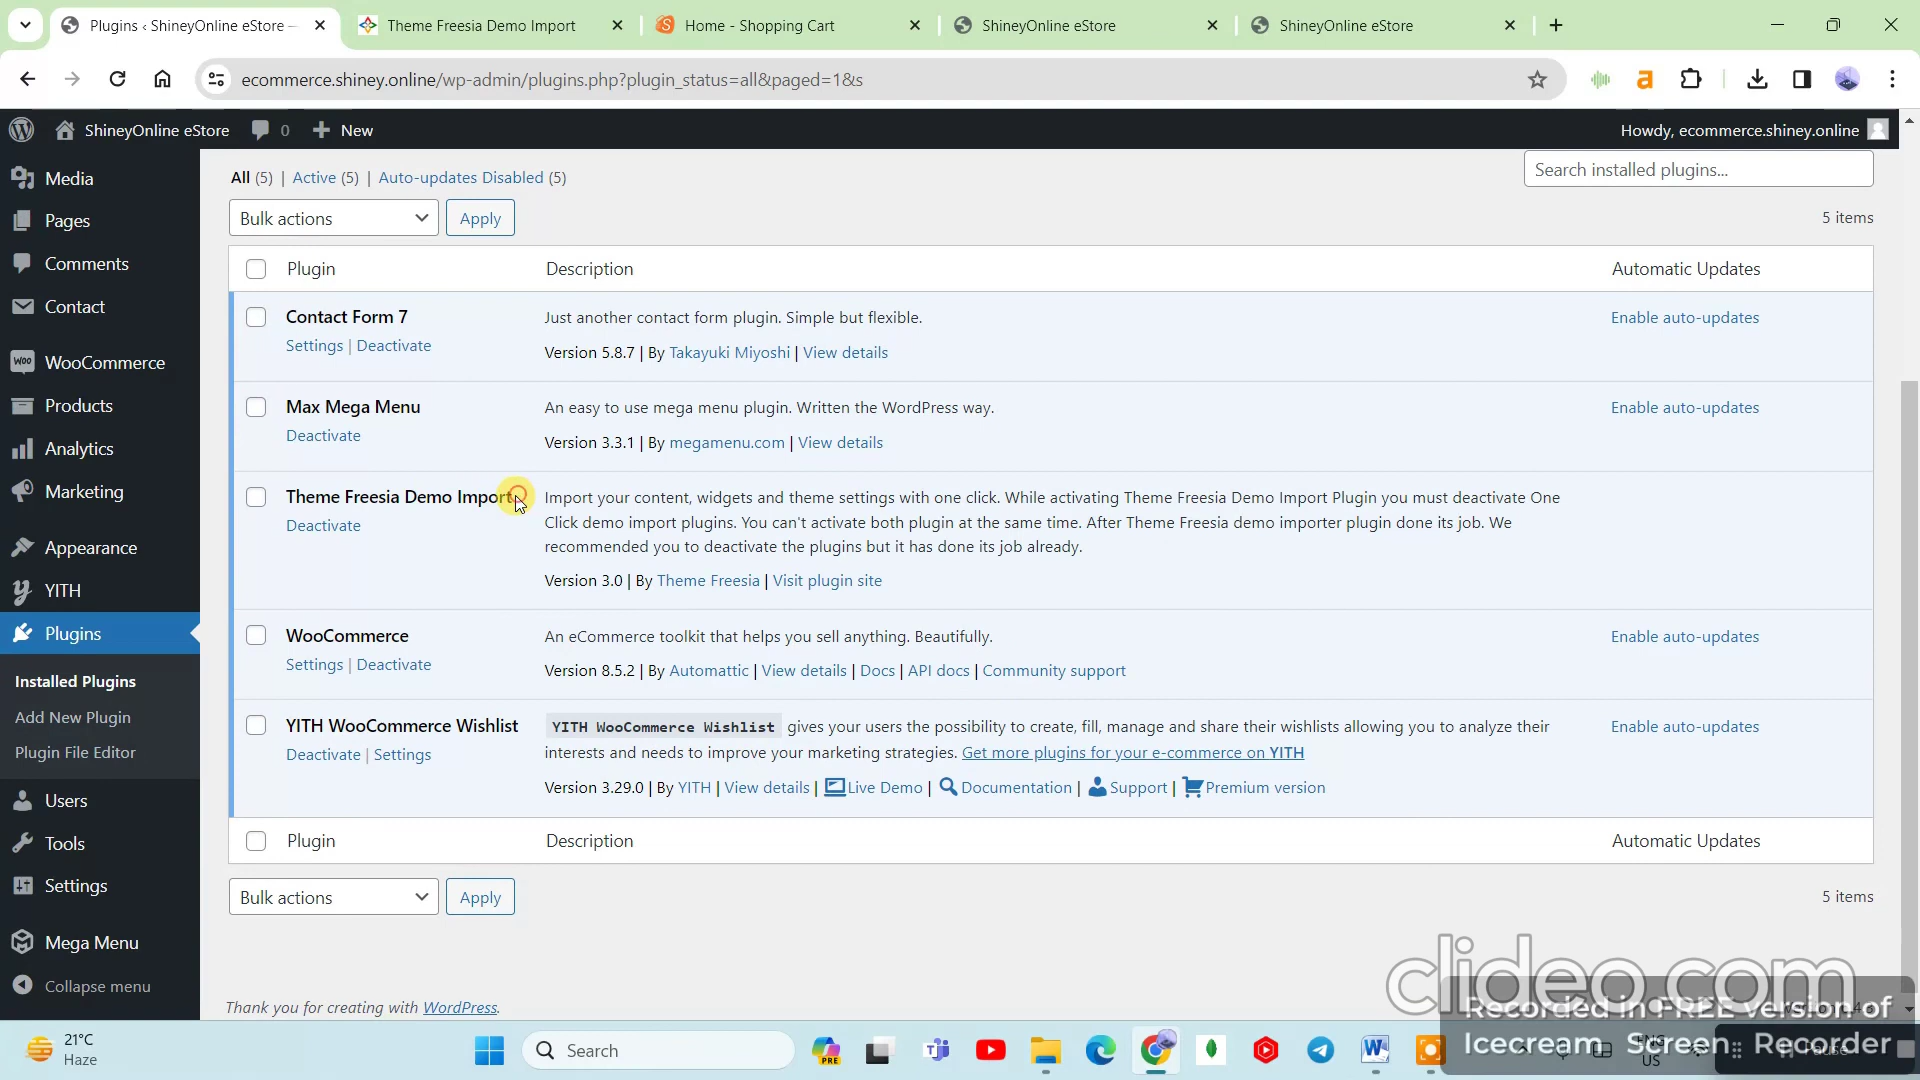 Plugins ‹ ShineyOnline eStore —
Theme Freesia Demo Import
Home - Shopping Cart
ShineyOnline eStore
ShineyOnline eStore
ecommerce.shiney.online/wp-admin/plugins.php?plugin_status=all&paged=1&s
ShineyOnline eStore
0
New
Howdy, ecommerce.shiney.online
Media
Pages
Comments
Contact
WooCommerce
Products
Analytics
Marketing
Appearance
YITH
Plugins
Installed Plugins
Add New Plugin
Plugin File Editor
Users
Tools
Settings
Mega Menu
Collapse menu
All (5) | Active (5) | Auto-updates Disabled (5)
Search installed plugins...
Bulk actions
Apply
5 items
Plugin
Description
Automatic Updates
Contact Form 7
Settings | Deactivate
Just another contact form plugin. Simple but flexible.
Version 5.8.7 | By Takayuki Miyoshi | View details
Enable auto-updates
Max Mega Menu
Deactivate
An easy to use mega menu plugin. Written the WordPress way.
Version 3.3.1 | By megamenu.com | View details
Enable auto-updates
Theme Freesia Demo Import
Deactivate
Import your content, widgets and theme settings with one click. While activating Theme Freesia Demo Import Plugin you must deactivate One
Click demo import plugins. You can't activate both plugin at the same time. After Theme Freesia demo importer plugin done its job. We
recommended you to deactivate the plugins but it has done its job already.
Version 3.0 | By Theme Freesia | Visit plugin site
WooCommerce
Settings | Deactivate
An eCommerce toolkit that helps you sell anything. Beautifully.
Version 8.5.2 | By Automattic | View details | Docs | API docs | Community support
Enable auto-updates
YITH WooCommerce Wishlist
Deactivate | Settings
YITH WooCommerce Wishlist gives your users the possibility to create, fill, manage and share their wishlists allowing you to analyze their
interests and needs to improve your marketing strategies. Get more plugins for your e-commerce on YITH
Version 3.29.0 | By YITH | View details | Live Demo | Documentation | Support | Premium version
Enable auto-updates
Plugin
Description
Automatic Updates
Bulk actions
Apply
5 items
Thank you for creating with WordPress.
clideo.com
Recorded in FREE version of
Icecream Screen Recorder
21°C
Haze
Search
PRE
ENG
US